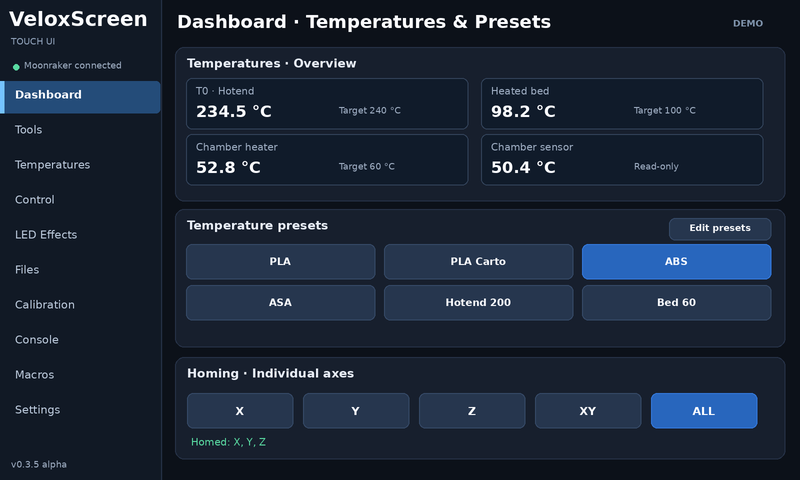 VeloxScreen
TOUCH UI
Moonraker connected
Dashboard
Tools
Temperatures
Control
LED Effects
Files
Calibration
Console
Macros
Settings
v0.3.5 alpha
Dashboard · Temperatures & Presets
DEMO
Temperatures · Overview
T0 · Hotend
234.5 °C
Target 240 °C
Heated bed
98.2 °C
Target 100 °C
Chamber heater
52.8 °C
Target 60 °C
Chamber sensor
50.4 °C
Read-only
Temperature presets
Edit presets
PLA
PLA Carto
ABS
ASA
Hotend 200
Bed 60
Homing · Individual axes
X
Y
Z
XY
ALL
Homed: X, Y, Z